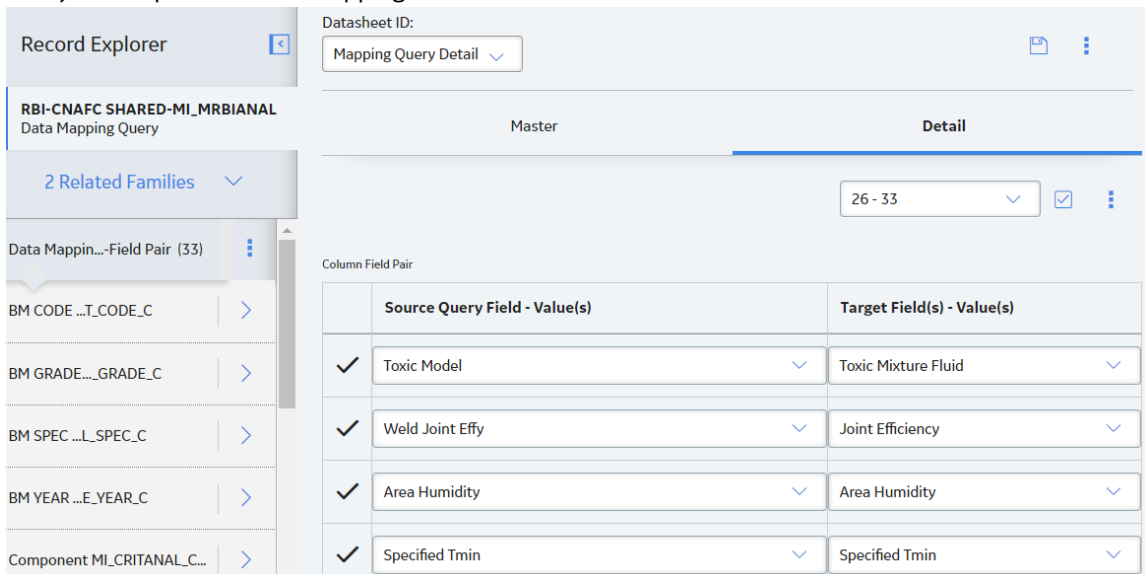 Record Explorer
RBI-CNAFC SHARED-MI_MRBIANAL
Data Mapping Query
2 Related Families
Data Mappin...-Field Pair (33)
BM CODE ...T_CODE_C
BM GRADE..._GRADE_C
BM SPEC ...L_SPEC_C
BM YEAR ...E_YEAR_C
Component MI_CRITANAL_C...
Datasheet ID:
Mapping Query Detail
Master Detail
26 - 33
Column Field Pair
Source Query Field - Value(s) Target Field(s) - Value(s)
Toxic Model Toxic Mixture Fluid
Weld Joint Effy Joint Efficiency
Area Humidity Area Humidity
Specified Tmin Specified Tmin